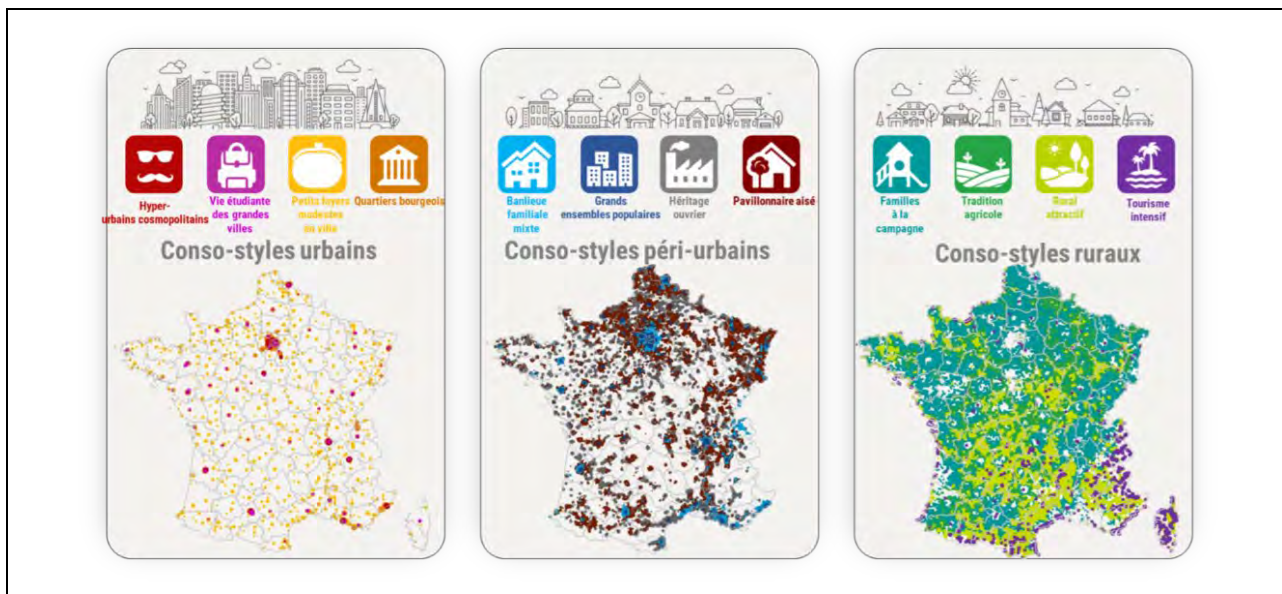 Hyper-
urbains cosmopolitains
Vie étudiante
des grandes
villes
Petits foyers
modestes
en ville
Quartiers bourgeois
Conso-styles urbains
Banlieue
familiale
mixte
Grands
ensembles populaires
Héritage
ouvrier
Pavillonnaire aisé
Conso-styles péri-urbains
Familles
à la
campagne
Tradition
agricole
Rural
attractif
Tourisme
intensif
Conso-styles ruraux